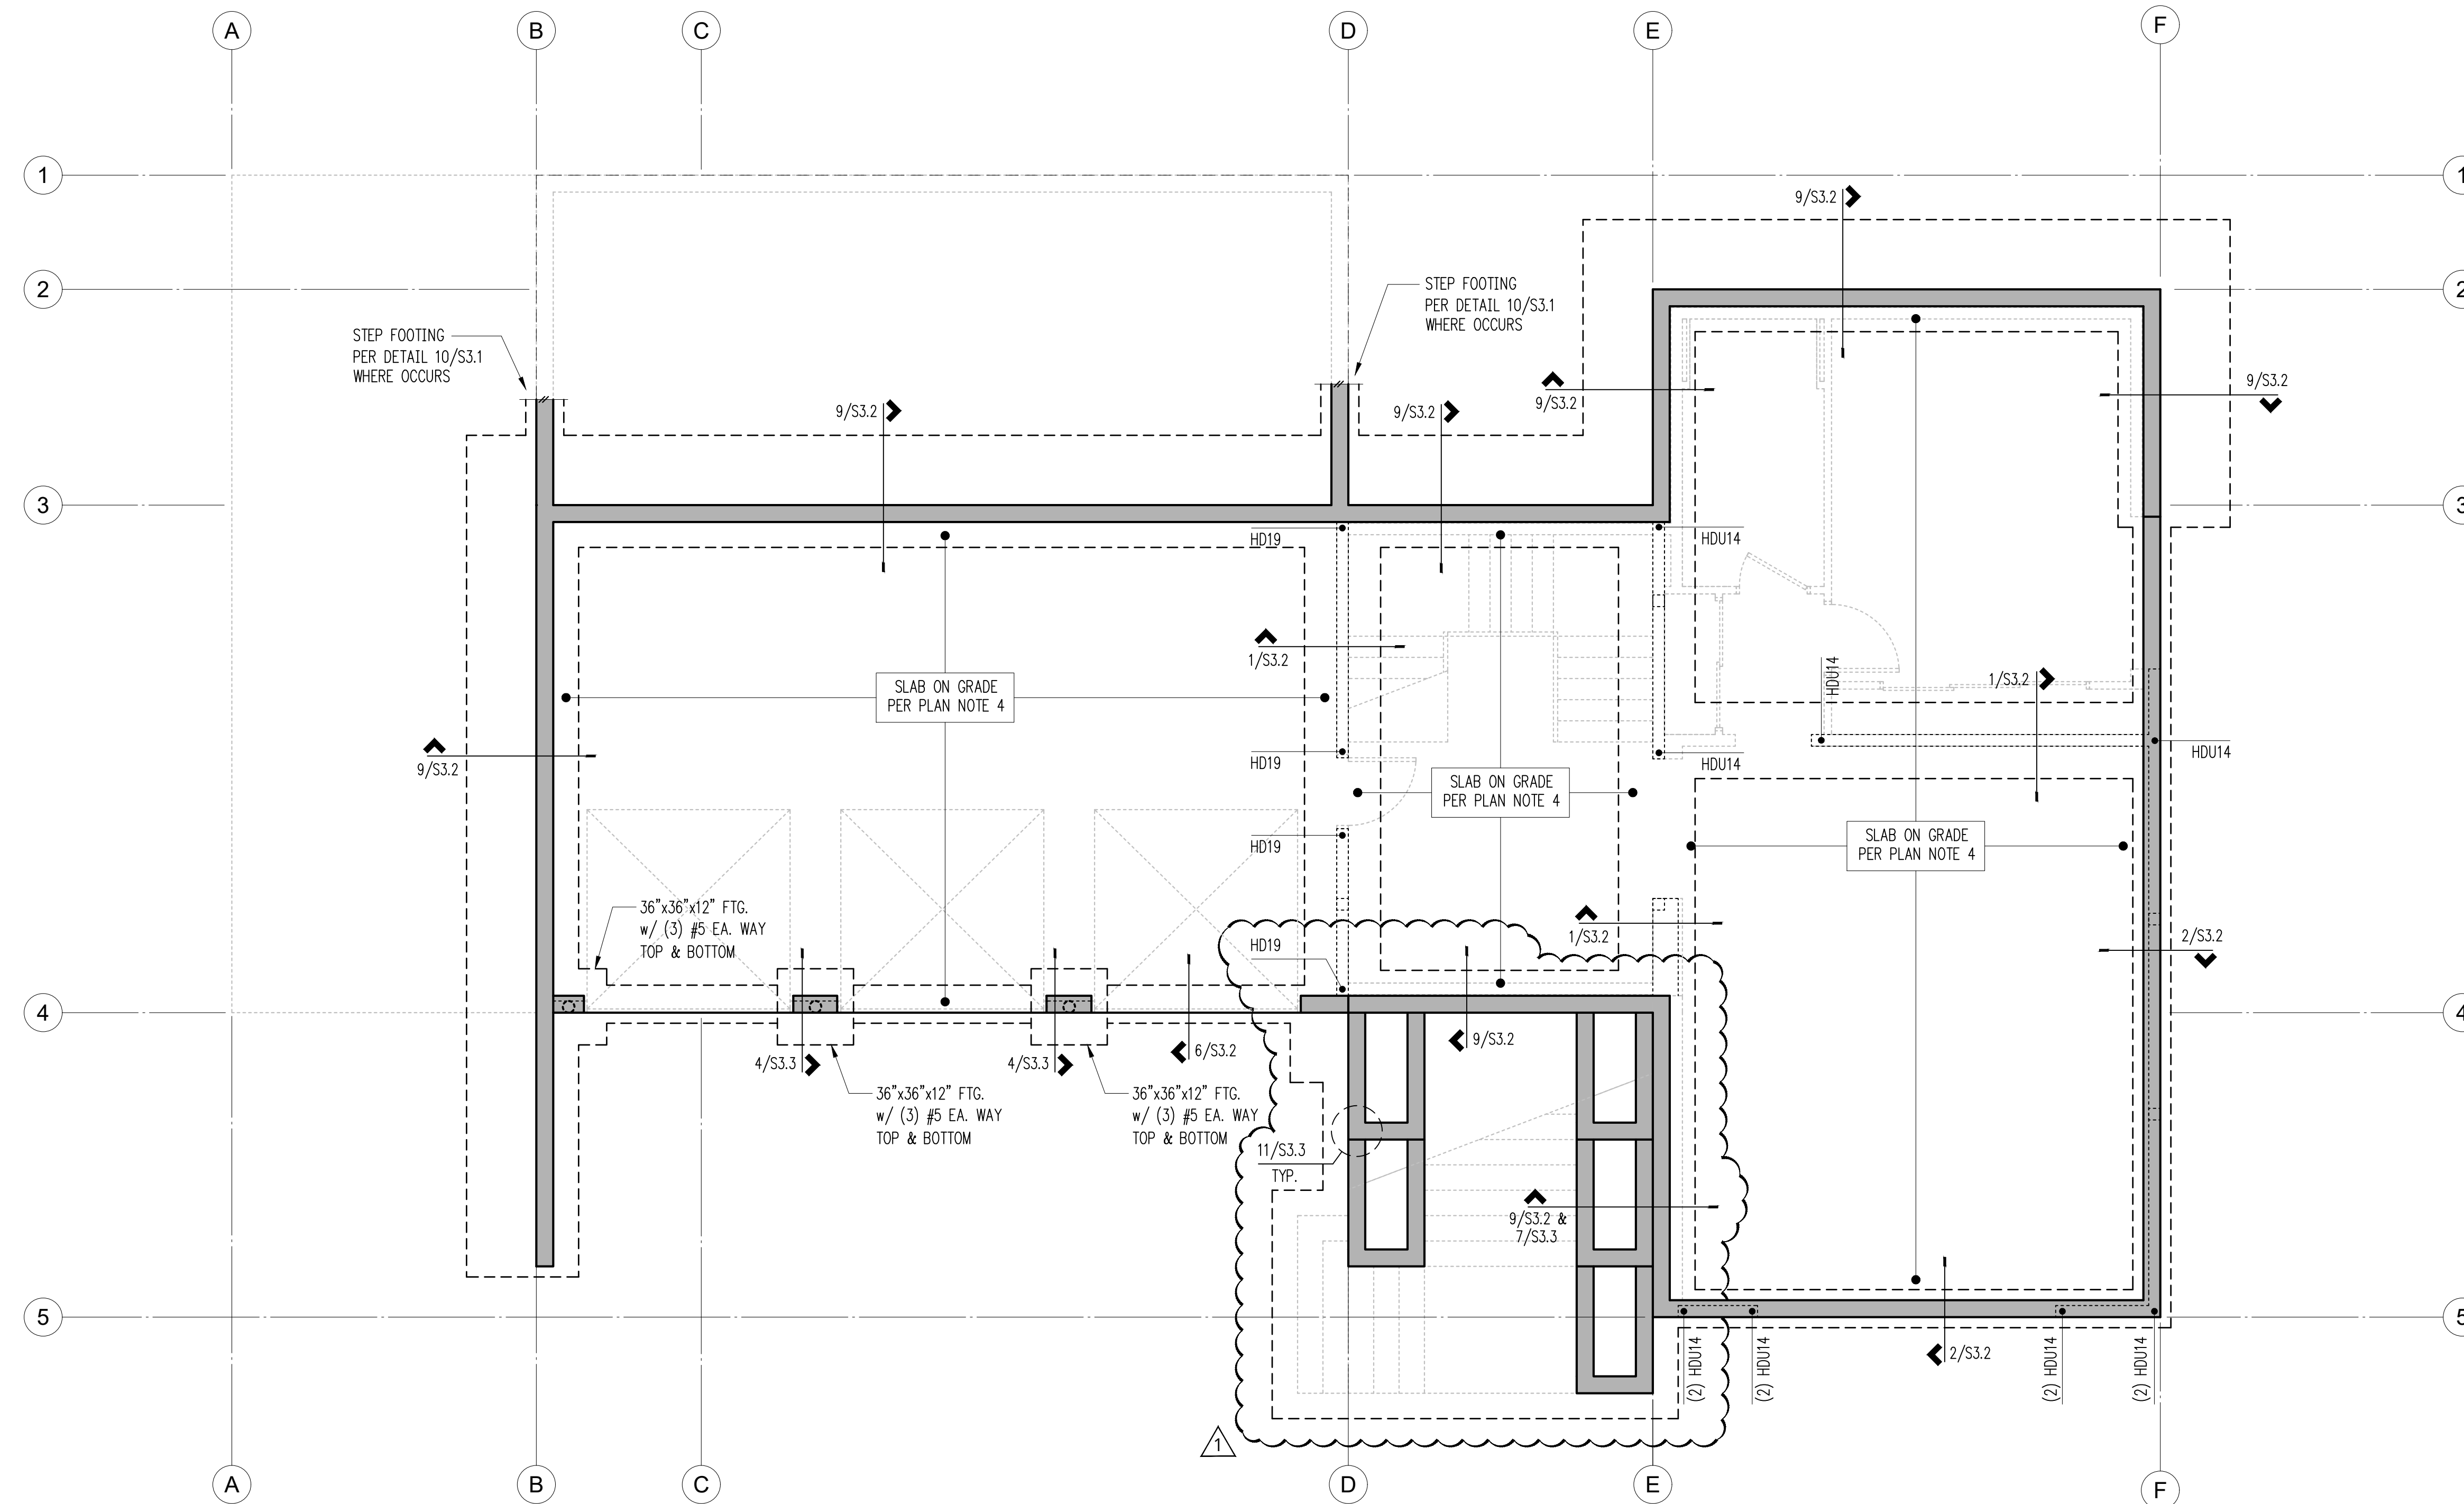 A
B
C
D
E
F
1
1
9/S3.2
2
STEP FOOTING
PER DETAIL 10/S3.1
WHERE OCCURS
2
STEP FOOTING
PER DETAIL 10/S3.1
WHERE OCCURS
9/S3.2
9/S3.2
9/S3.2
9/S3.2
3
3
HD19
HDU14
1/S3.2
SLAB ON GRADE
PER PLAN NOTE 4
HDU14
1/S3.2
9/S3.2
HD19
HDU14
HDU14
SLAB ON GRADE
PER PLAN NOTE 4
HD19
SLAB ON GRADE
PER PLAN NOTE 4
36"x36"x12" FTG.
w/ (3) #5 EA. WAY
TOP & BOTTOM
HD19
1/S3.2
2/S3.2
4
4
4/S3.3
4/S3.3
6/S3.2
9/S3.2
36"x36"x12" FTG.
w/ (3) #5 EA. WAY
TOP & BOTTOM
36"x36"x12" FTG.
w/ (3) #5 EA. WAY
TOP & BOTTOM
11/S3.3
TYP.
9/S3.2 &
7/S3.3
5
5
(2) HDU14
(2) HDU14
2/S3.2
(2) HDU14
(2) HDU14
1
A
B
C
D
E
F